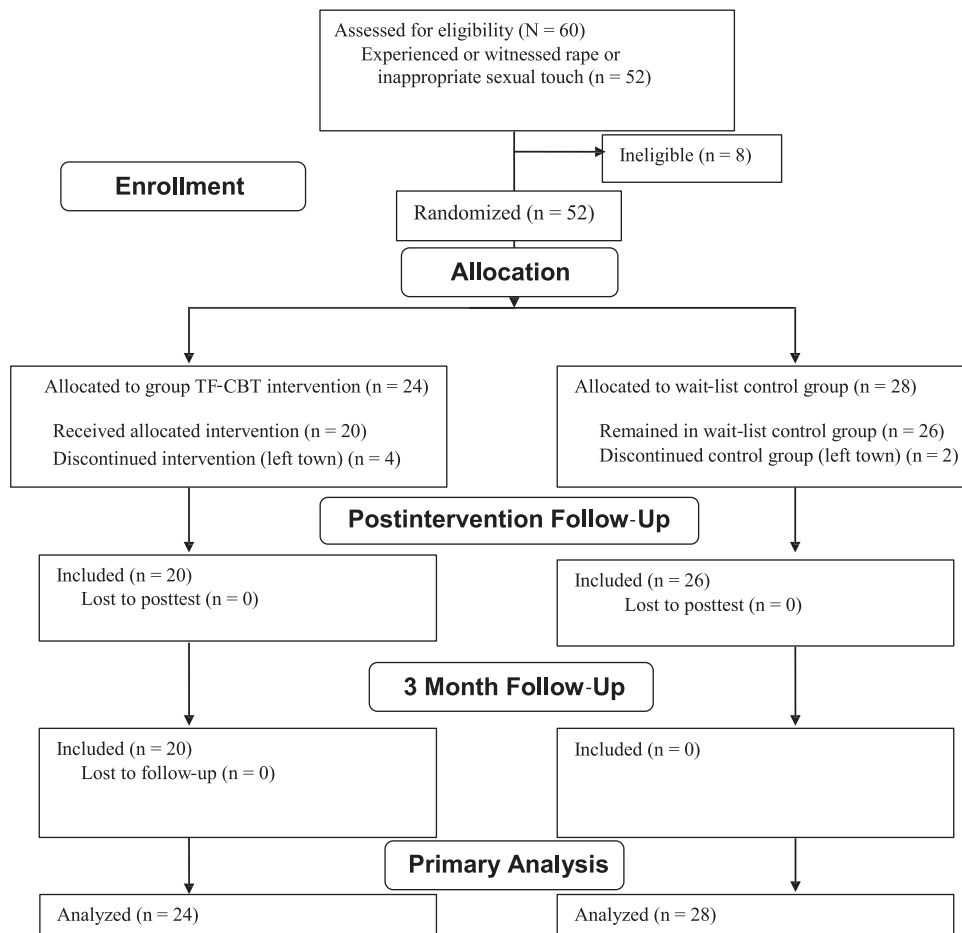 Assessed for eligibility (N = 60)
Experienced or witnessed rape or
inappropriate sexual touch (n = 52)
Ineligible (n = 8)
Enrollment
Randomized (n = 52)
Allocation
Allocated to group TF-CBT intervention (n = 24)
Received allocated intervention (n = 20)
Discontinued intervention (left town) (n = 4)
Allocated to wait-list control group (n = 28)
Remained in wait-list control group (n = 26)
Discontinued control group (left town) (n = 2)
Postintervention Follow-Up
Included (n = 20)
Lost to posttest (n = 0)
Included (n = 26)
Lost to posttest (n = 0)
3 Month Follow-Up
Included (n = 20)
Lost to follow-up (n = 0)
Included (n = 0)
Primary Analysis
Analyzed (n = 24)
Analyzed (n = 28)